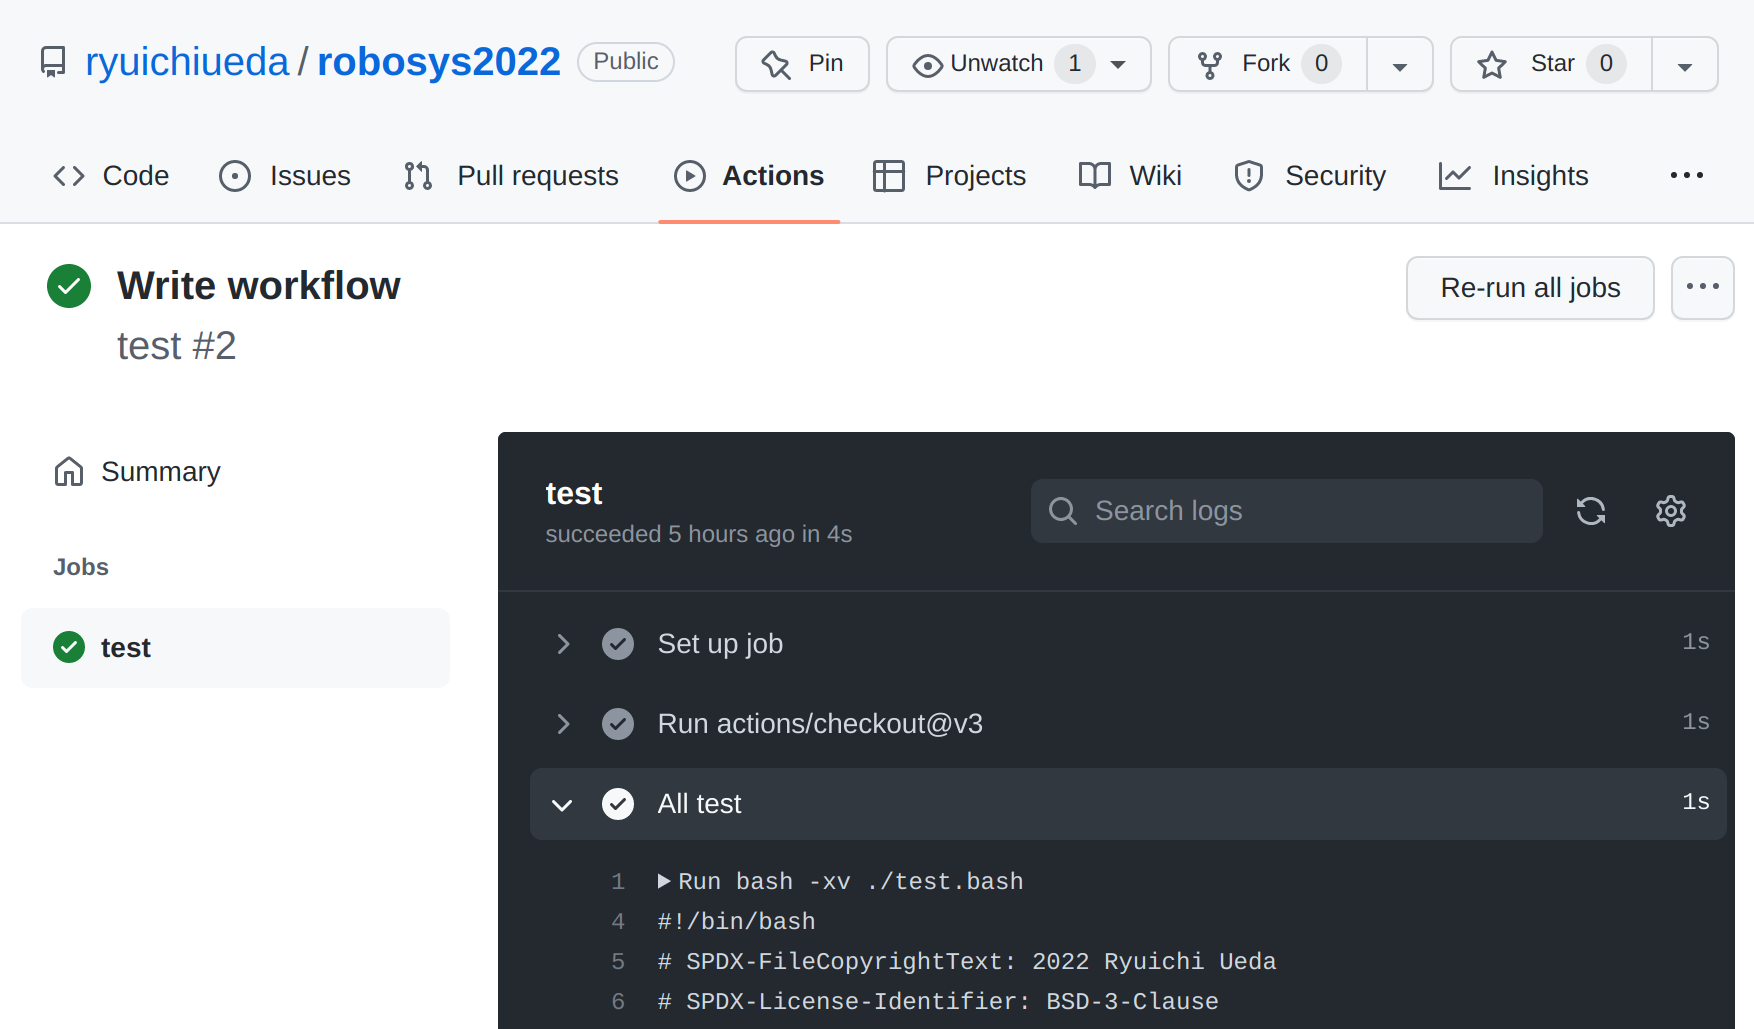 ryuichiueda / robosys2022 Public Pin Unwatch 1 Fork 0 Star 0
Code Issues Pull requests Actions Projects Wiki Security Insights
Write workflow
Re-run all jobs
test #2
Summary
Jobs
test
test
succeeded 5 hours ago in 4s
Search logs
Set up job 1s
Run actions/checkout@v3 1s
All test 1s
1 Run bash -xv ./test.bash
4 #!/bin/bash
5 # SPDX-FileCopyrightText: 2022 Ryuichi Ueda
6 # SPDX-License-Identifier: BSD-3-Clause